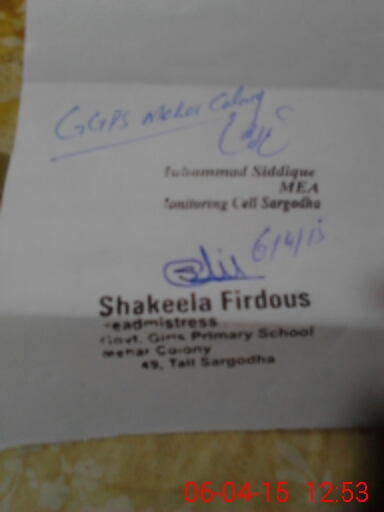 GGPS Meher Colony
Muhammad Siddique
MEA
Monitoring Cell Sargodha
6/4/15
Shakeela Firdous
Headmistress
Govt. Girls Primary School
Mehar Colony
49, Tail Sargodha
06-04-15 12:53